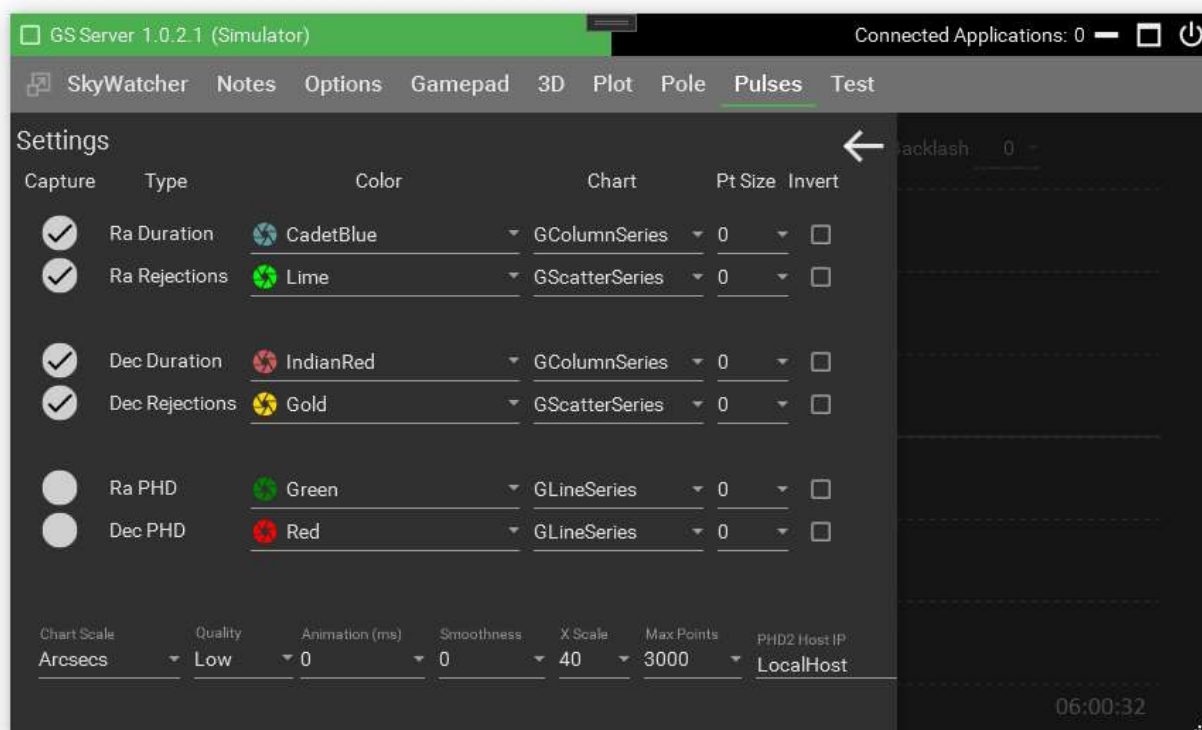 GS Server 1.0.2.1 (Simulator) Connected Applications: 0
SkyWatcher Notes Options Gamepad 3D Plot Pole Pulses Test
Settings
Backlash 0
Capture Type Color Chart Pt Size Invert
Ra Duration CadetBlue GColumnSeries 0
Ra Rejections Lime GScatterSeries 0
Dec Duration IndianRed GColumnSeries 0
Dec Rejections Gold GScatterSeries 0
Ra PHD Green GLineSeries 0
Dec PHD Red GLineSeries 0
Chart Scale Quality Animation (ms) Smoothness X Scale Max Points PHD2 Host IP
Arcsecs Low 0 0 40 3000 LocalHost
06:00:32